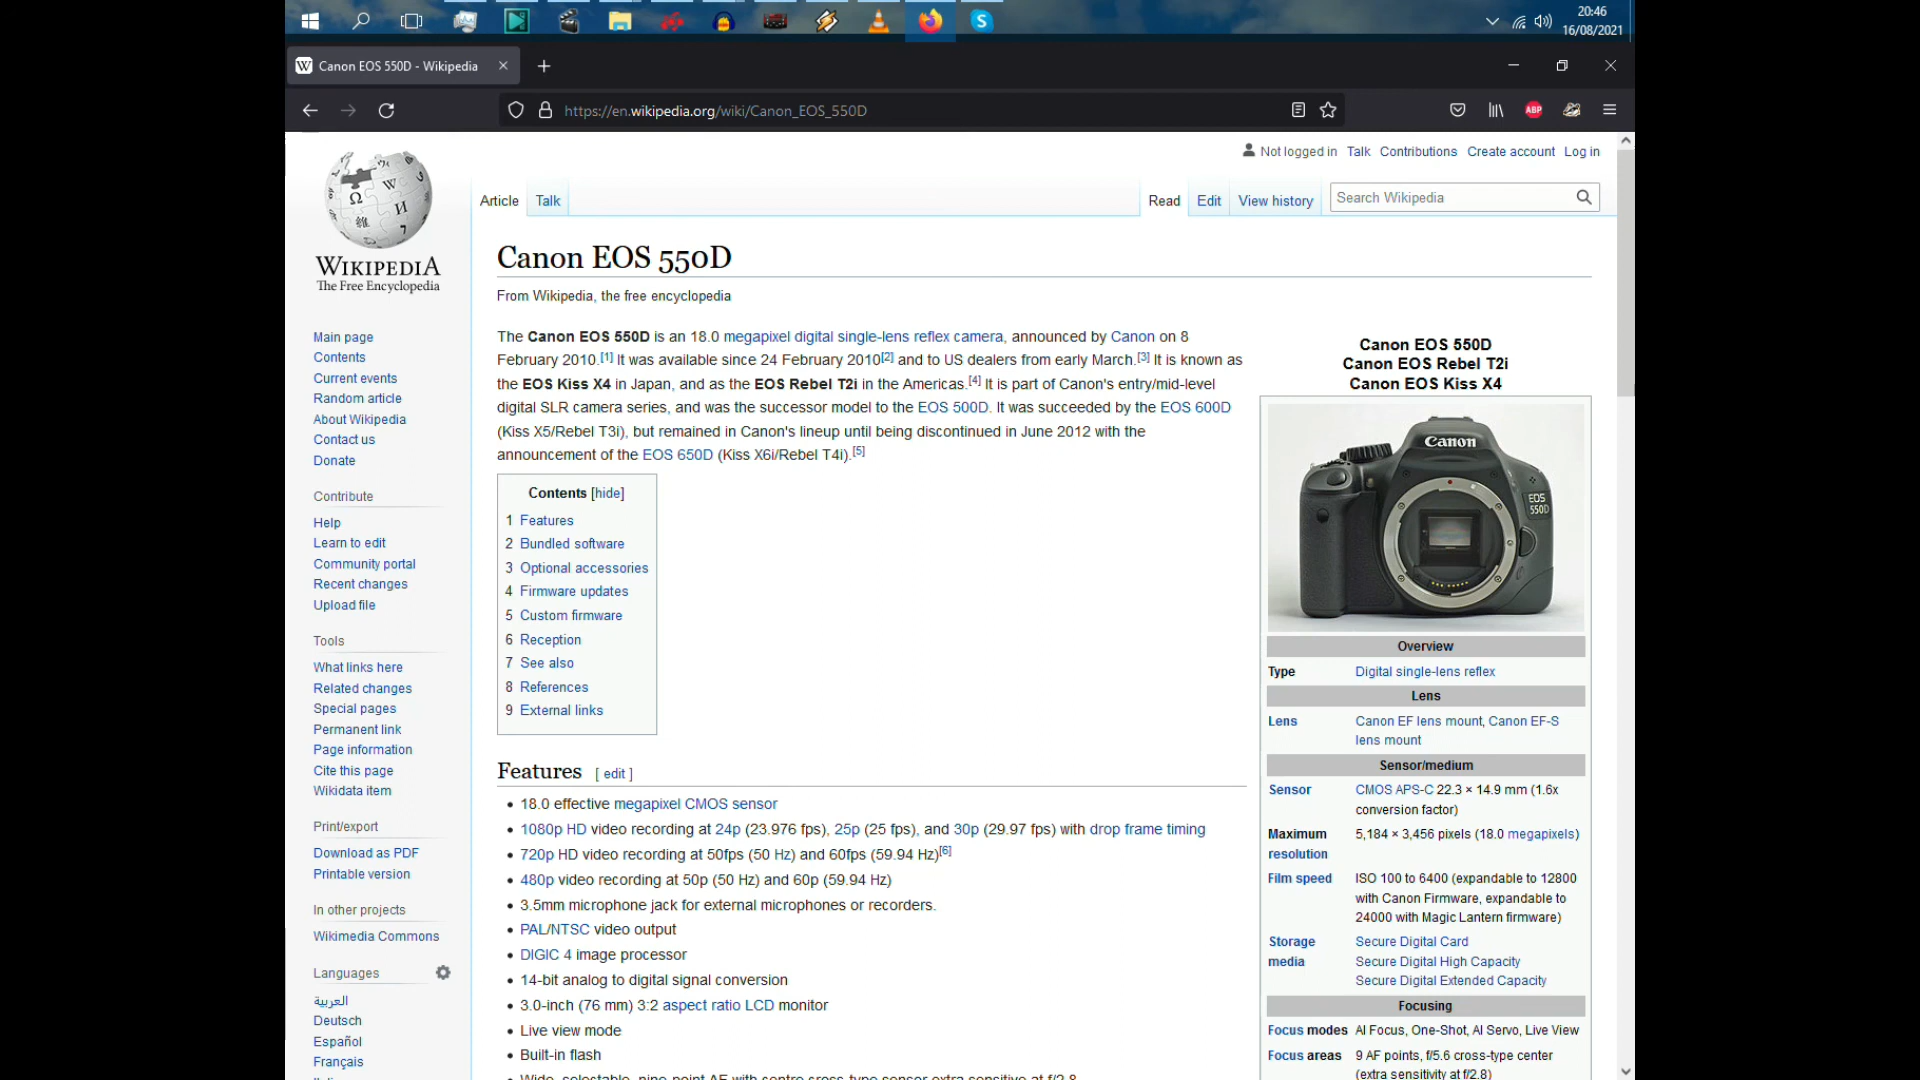 20:46
16/08/2021
Canon EOS 550D - Wikipedia
https://en.wikipedia.org/wiki/Canon_EOS_550D
ABP
Not logged in Talk Contributions Create account Log in
Article Talk Read Edit View history Search Wikipedia
WIKIPEDIA
The Free Encyclopedia
Main page
Contents
Current events
Random article
About Wikipedia
Contact us
Donate
Contribute
Help
Learn to edit
Community portal
Recent changes
Upload file
Tools
What links here
Related changes
Special pages
Permanent link
Page information
Cite this page
Wikidata item
Print/export
Download as PDF
Printable version
In other projects
Wikimedia Commons
Languages
العربية
Deutsch
Español
Français
Canon EOS 550D
From Wikipedia, the free encyclopedia
The Canon EOS 550D is an 18.0 megapixel digital single-lens reflex camera, announced by Canon on 8
February 2010.[1] It was available since 24 February 2010[2] and to US dealers from early March.[3] It is known as
the EOS Kiss X4 in Japan, and as the EOS Rebel T2i in the Americas.[4] It is part of Canon's entry/mid-level
digital SLR camera series, and was the successor model to the EOS 500D. It was succeeded by the EOS 600D
(Kiss X5/Rebel T3i), but remained in Canon's lineup until being discontinued in June 2012 with the
announcement of the EOS 650D (Kiss X6i/Rebel T4i).[5]
Contents [hide]
1 Features
2 Bundled software
3 Optional accessories
4 Firmware updates
5 Custom firmware
6 Reception
7 See also
8 References
9 External links
Features [ edit ]
• 18.0 effective megapixel CMOS sensor
• 1080p HD video recording at 24p (23.976 fps), 25p (25 fps), and 30p (29.97 fps) with drop frame timing
• 720p HD video recording at 50fps (50 Hz) and 60fps (59.94 Hz)[6]
• 480p video recording at 50p (50 Hz) and 60p (59.94 Hz)
• 3.5mm microphone jack for external microphones or recorders.
• PAL/NTSC video output
• DIGIC 4 image processor
• 14-bit analog to digital signal conversion
• 3.0-inch (76 mm) 3:2 aspect ratio LCD monitor
• Live view mode
• Built-in flash
• Wide, selectable, nine-point AF with centre cross-type sensor extra sensitive at f/2.8
Canon EOS 550D
Canon EOS Rebel T2i
Canon EOS Kiss X4
Canon
EOS
550D
Overview
Type Digital single-lens reflex
Lens
Lens Canon EF lens mount, Canon EF-S
lens mount
Sensor/medium
Sensor CMOS APS-C 22.3 × 14.9 mm (1.6x
conversion factor)
Maximum 5,184 × 3,456 pixels (18.0 megapixels)
resolution
Film speed ISO 100 to 6400 (expandable to 12800
with Canon Firmware, expandable to
24000 with Magic Lantern firmware)
Storage Secure Digital Card
media Secure Digital High Capacity
Secure Digital Extended Capacity
Focusing
Focus modes AI Focus, One-Shot, AI Servo, Live View
Focus areas 9 AF points, f/5.6 cross-type center
(extra sensitivity at f/2.8)